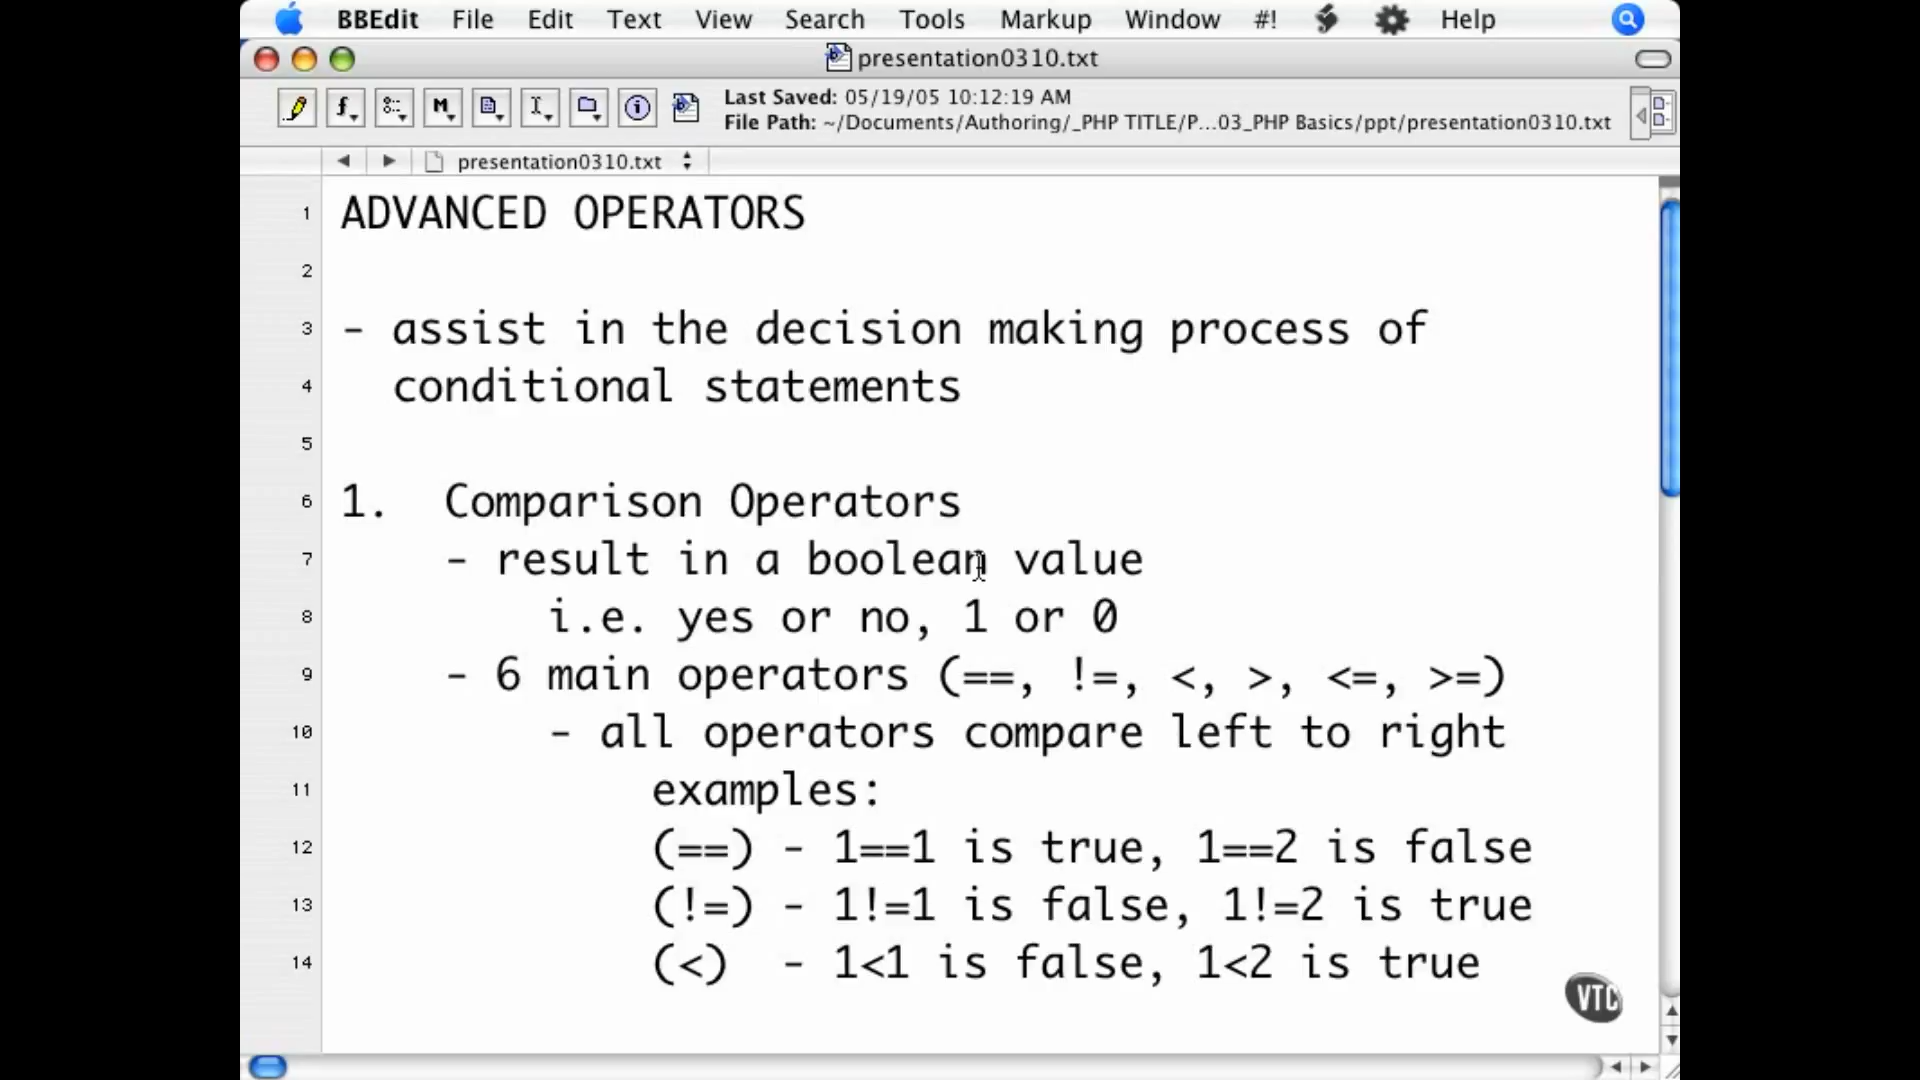 BBEdit File Edit Text View Search Tools Markup Window #! Help
presentation0310.txt
Last Saved: 05/19/05 10:12:19 AM
File Path: ~/Documents/Authoring/_PHP TITLE/P...03_PHP Basics/ppt/presentation0310.txt
presentation0310.txt
1 ADVANCED OPERATORS
2
3 - assist in the decision making process of
4 conditional statements
5
6 1. Comparison Operators
7 - result in a boolean value
8 i.e. yes or no, 1 or 0
9 - 6 main operators (==, !=, <, >, <=, >=)
10 - all operators compare left to right
11 examples:
12 (==) - 1==1 is true, 1==2 is false
13 (!=) - 1!=1 is false, 1!=2 is true
14 (<) - 1<1 is false, 1<2 is true
VTC